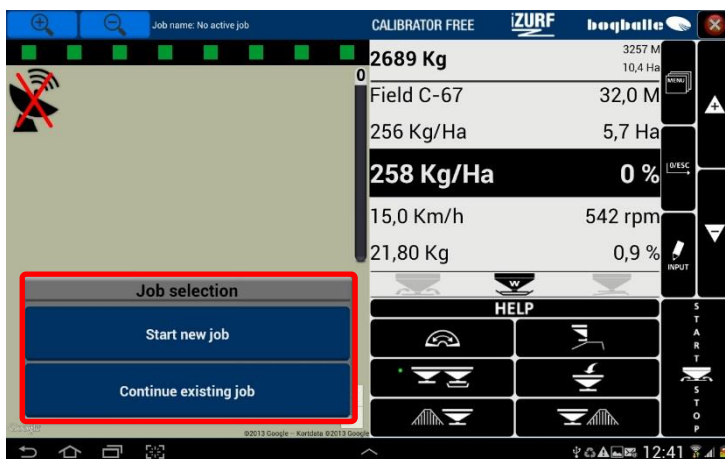 Job name: No active job
CALIBRATOR FREE
iZURF
bogballe
0
2689 Kg
3257 M
10,4 Ha
MENU
Field C-67
32,0 M
256 Kg/Ha
5,7 Ha
258 Kg/Ha
0 %
0/ESC
15,0 Km/h
542 rpm
21,80 Kg
0,9 %
INPUT
W
Job selection
HELP
Start new job
Continue existing job
START
STOP
Google
©2013 Google - Kortdata ©2013 Google
12:41